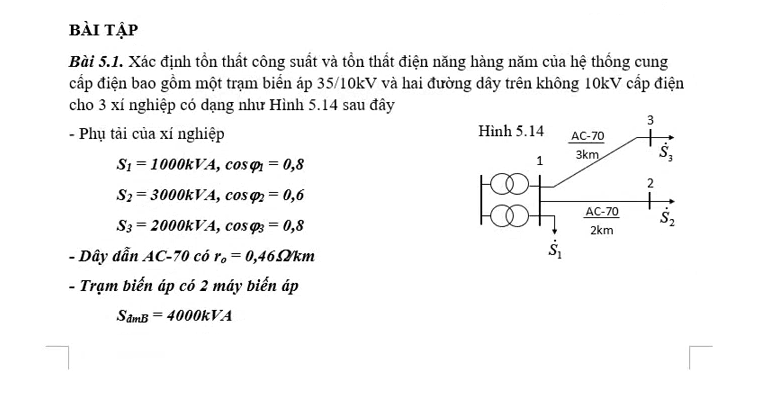 BÀI TẬP
Bài 5.1. Xác định tổn thất công suất và tổn thất điện năng hàng năm của hệ thống cung
cấp điện bao gồm một trạm biến áp 35/10kV và hai đường dây trên không 10kV cấp điện
cho 3 xí nghiệp có dạng như Hình 5.14 sau đây
- Phụ tải của xí nghiệp
S1 = 1000kVA, cosφ1 = 0,8
S2 = 3000kVA, cosφ2 = 0,6
S3 = 2000kVA, cosφ3 = 0,8
- Dây dẫn AC-70 có ro = 0,46Ω/km
- Trạm biến áp có 2 máy biến áp
SđmB = 4000kVA
Hình 5.14
AC-70
3km
3
Ṡ3
1
2
AC-70
2km
Ṡ2
Ṡ1